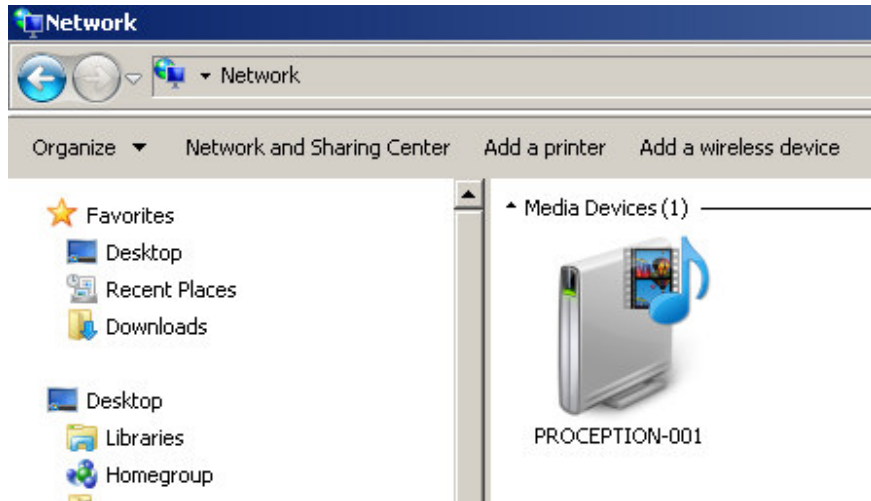 Network
Network
Organize Network and Sharing Center Add a printer Add a wireless device
Favorites
Desktop
Recent Places
Downloads
Desktop
Libraries
Homegroup
Media Devices (1)
PROCEPTION-001